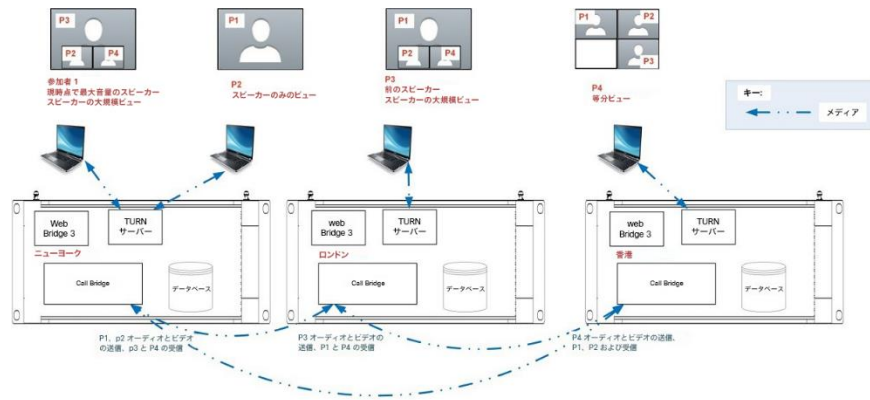 P3
P2
P4
参加者 1
現時点で最大音量のスピーカー
スピーカーの大規模ビュー
P1
P2
スピーカーのみのビュー
P1
P2
P4
P3
前のスピーカー
スピーカーの大規模ビュー
P1
P2
P3
P4
等分ビュー
キー:
メディア
Web
Bridge 3
TURN
サーバー
ニューヨーク
Call Bridge
データベース
web
Bridge 3
TURN
サーバー
ロンドン
Call Bridge
データベース
web
Bridge 3
TURN
サーバー
香港
Call Bridge
データベース
P1、p2 オーディオとビデオ
の送信、p3 と P4 の受信
P3 オーディオとビデオの
送信、P1 と P4 の受信
P4 オーディオとビデオの送信、
P1、P2 および受信